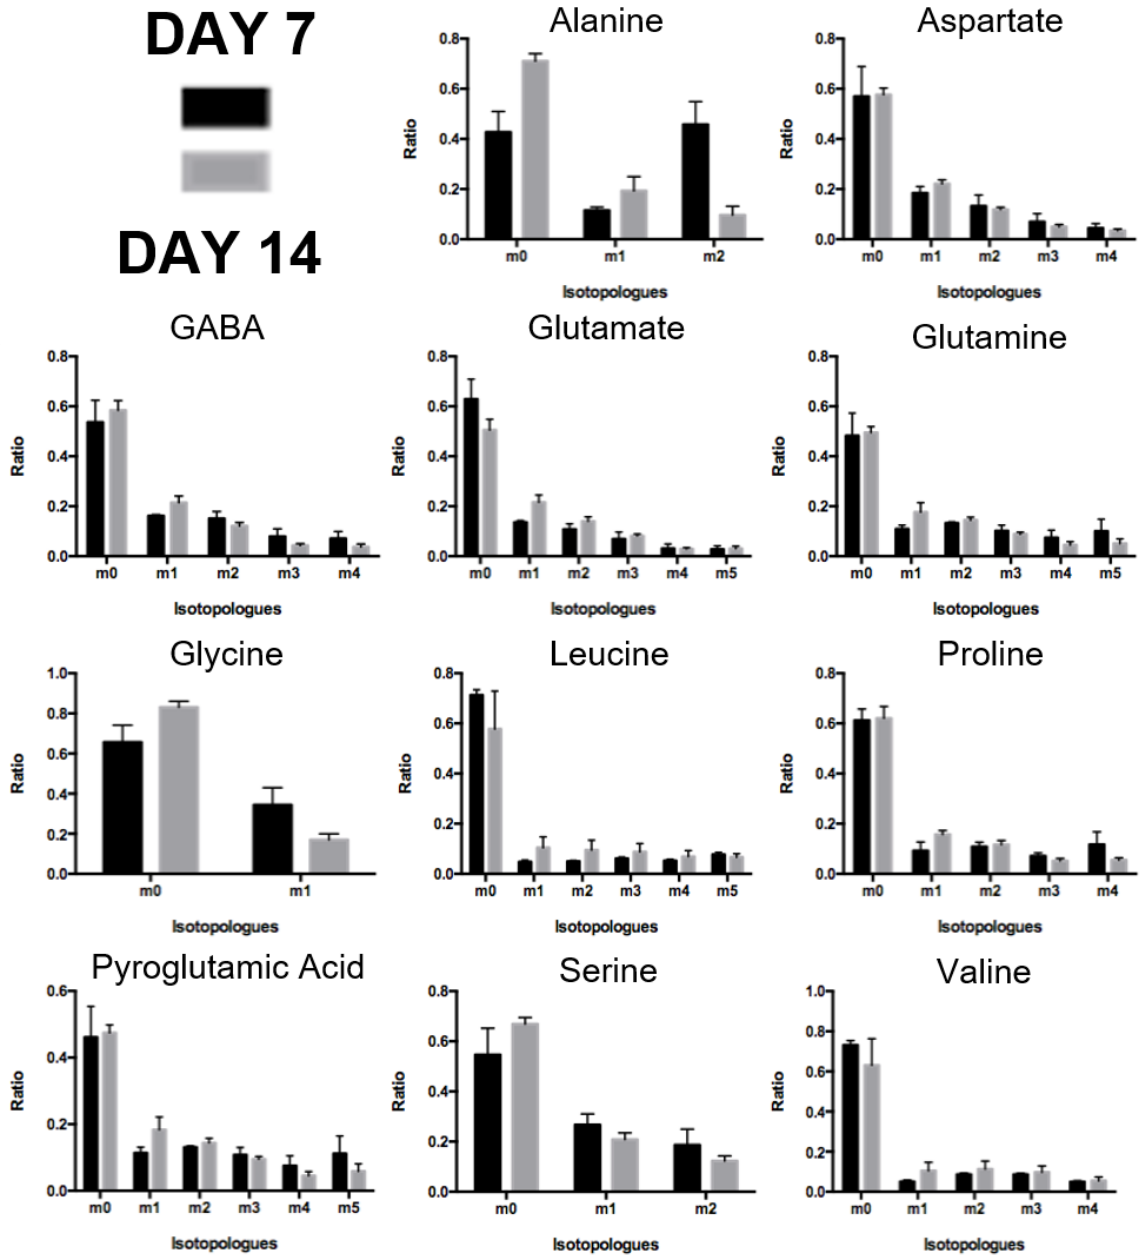 DAY 7
DAY 14
Alanine
0.8
0.6
0.4
0.2
0.0
Ratio
m0 m1 m2
Isotopologues
Aspartate
0.8
0.6
0.4
0.2
0.0
Ratio
m0 m1 m2 m3 m4
Isotopologues
GABA
0.8
0.6
0.4
0.2
0.0
Ratio
m0 m1 m2 m3 m4
Isotopologues
Glutamate
0.8
0.6
0.4
0.2
0.0
Ratio
m0 m1 m2 m3 m4 m5
Isotopologues
Glutamine
0.8
0.6
0.4
0.2
0.0
Ratio
m0 m1 m2 m3 m4 m5
Isotopologues
Glycine
1.0
0.8
0.6
0.4
0.2
0.0
Ratio
m0 m1
Isotopologues
Leucine
0.8
0.6
0.4
0.2
0.0
Ratio
m0 m1 m2 m3 m4 m5
Isotopologues
Proline
0.8
0.6
0.4
0.2
0.0
Ratio
m0 m1 m2 m3 m4
Isotopologues
Pyroglutamic Acid
0.6
0.4
0.2
0.0
Ratio
m0 m1 m2 m3 m4 m5
Isotopologues
Serine
0.8
0.6
0.4
0.2
0.0
Ratio
m0 m1 m2
Isotopologues
Valine
1.0
0.8
0.6
0.4
0.2
0.0
Ratio
m0 m1 m2 m3 m4
Isotopologues